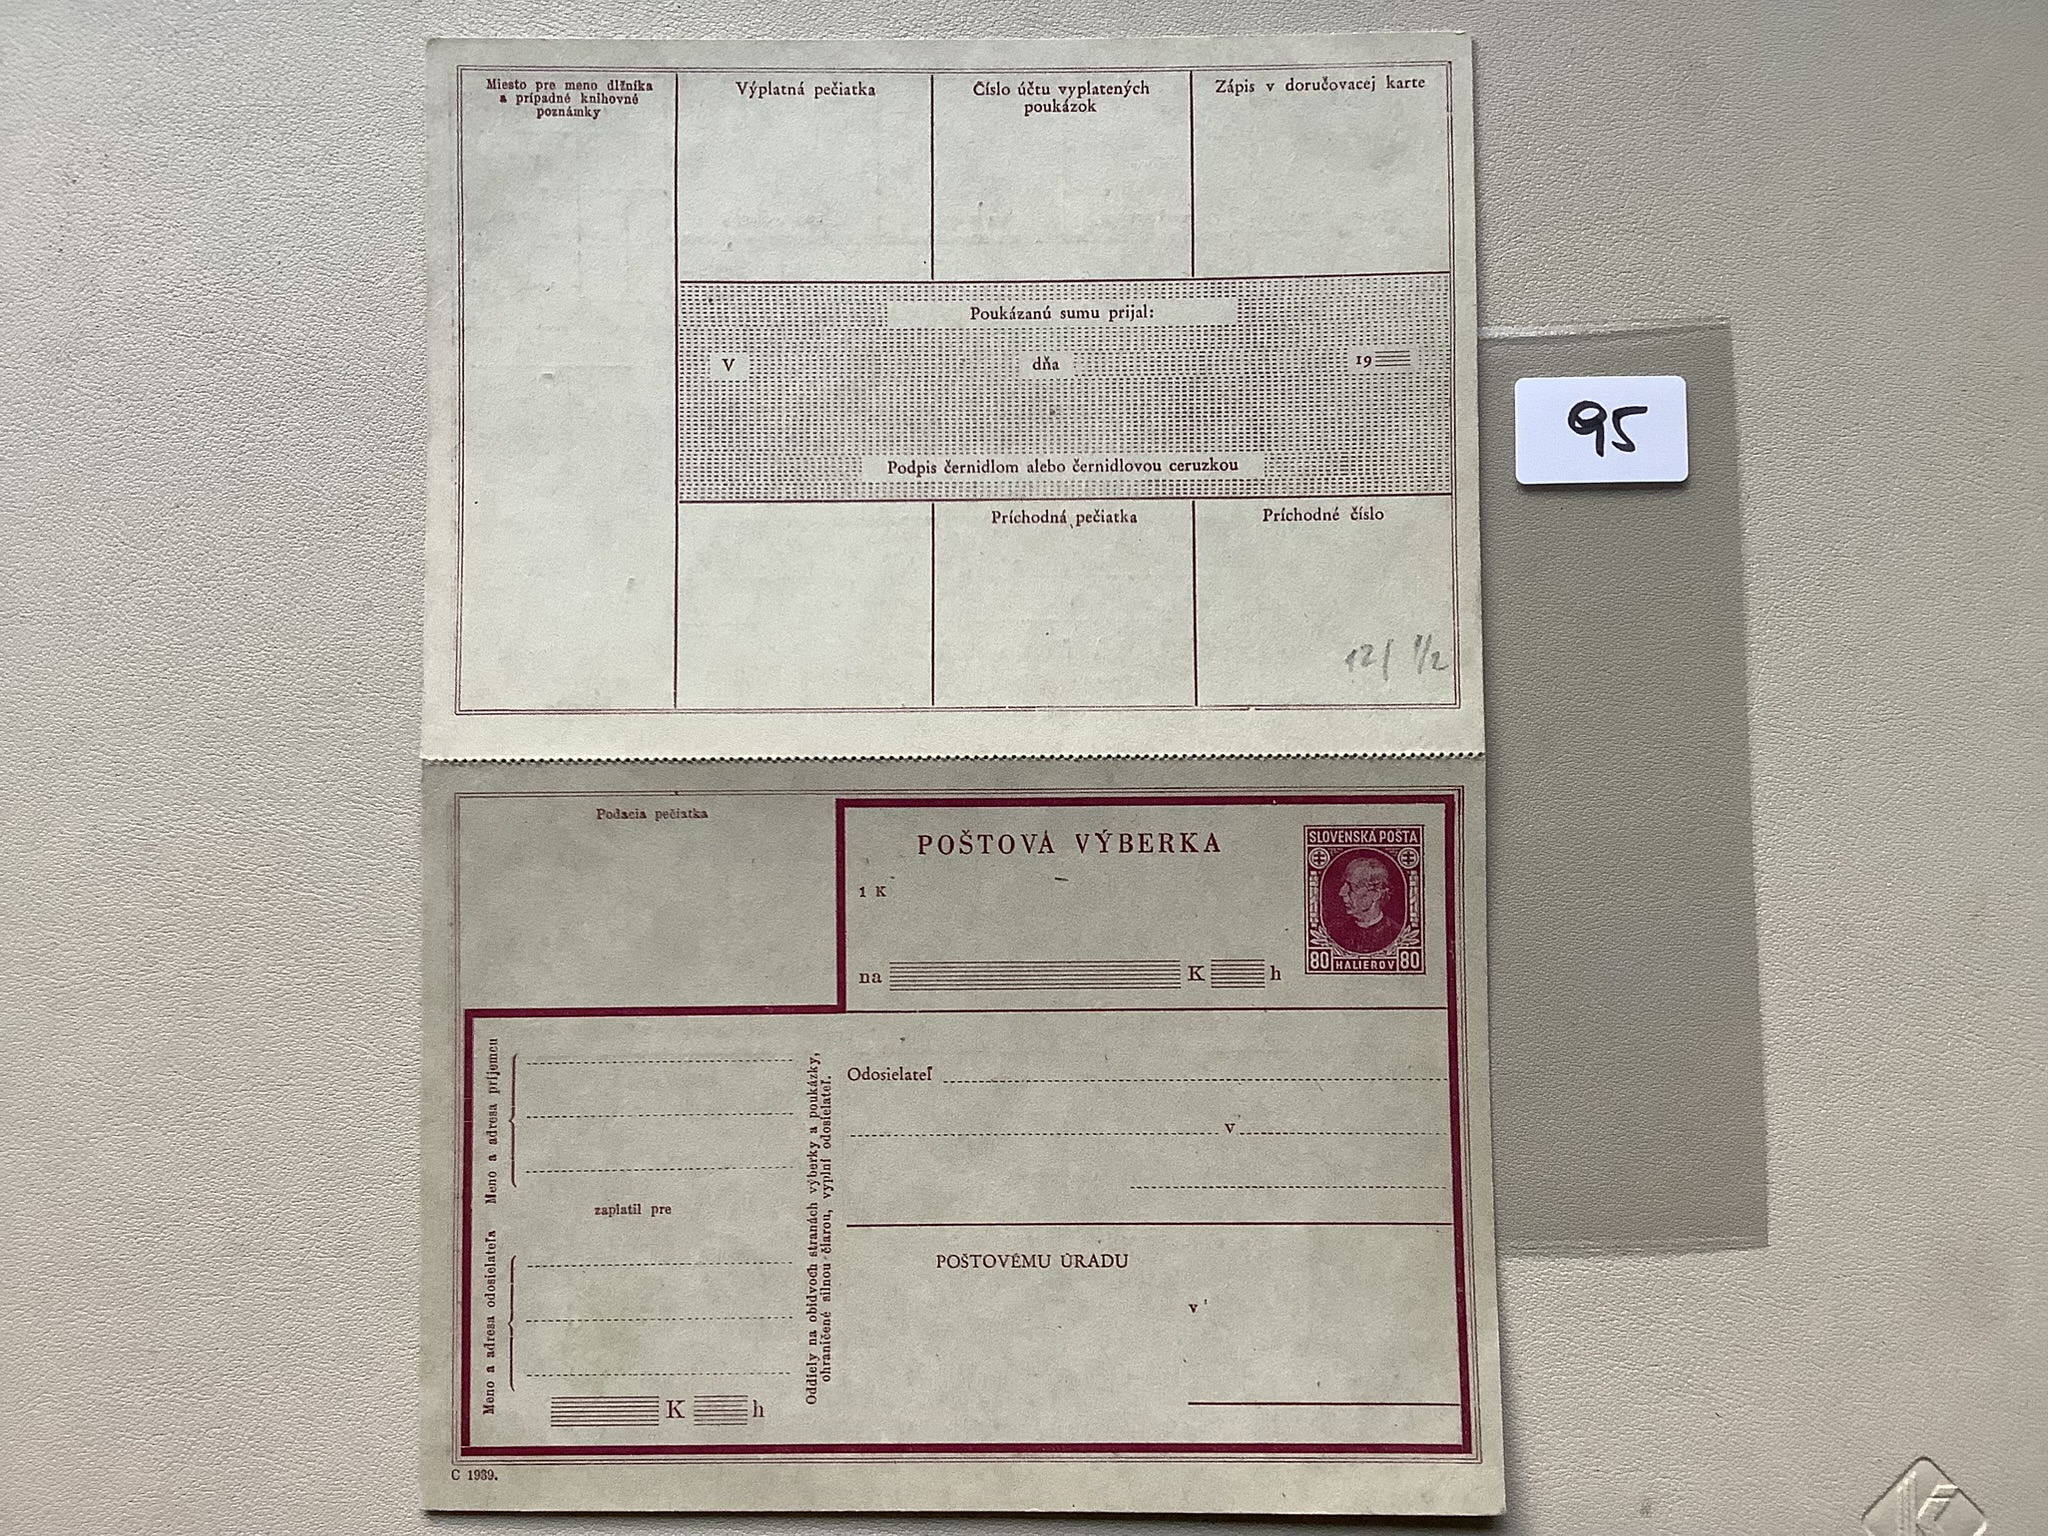 Miesto pre meno dlžníka
a prípadné knihovné
poznámky
Výplatná pečiatka
Číslo účtu vyplatených
poukázok
Zápis v doručovacej karte
Poukázanú sumu prijal:
V dňa 19
Podpis černidlom alebo černidlovou ceruzkou
Príchodná pečiatka
Príchodné číslo
12/ 1/2
95
Podacia pečiatka
POŠTOVÁ VÝBERKA
1 K
na K h
SLOVENSKÁ POŠTA
80 HALIEROV 80
Meno a adresa príjemcu
zaplatil pre
Meno a adresa odosielateľa
K h
Oddiely na obidvoch stranách výberky a poukázky,
ohraničené silnou čiarou, vyplní odosielateľ.
Odosielateľ
v
POŠTOVÉMU ÚRADU
v
C 1939.